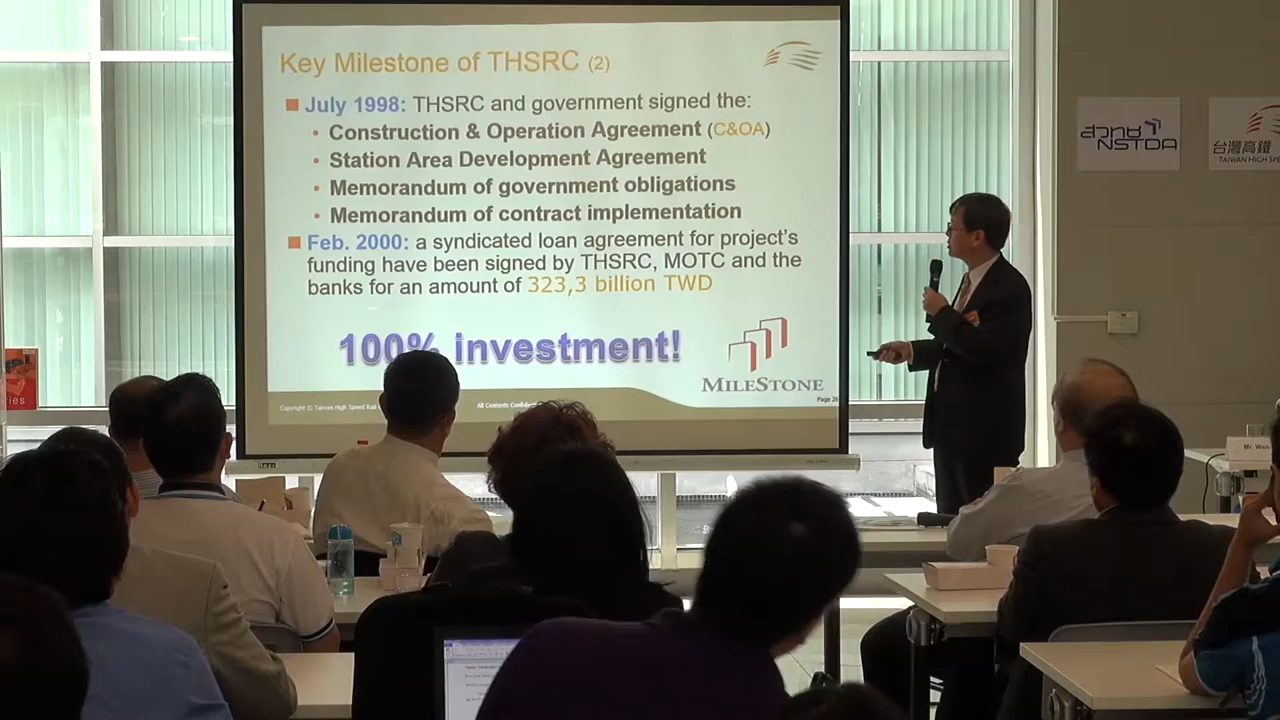 Key Milestone of THSRC (2)
July 1998: THSRC and government signed the:
• Construction & Operation Agreement (C&OA)
• Station Area Development Agreement
• Memorandum of government obligations
• Memorandum of contract implementation
Feb. 2000: a syndicated loan agreement for project's
funding have been signed by THSRC, MOTC and the
banks for an amount of 323,3 billion TWD
100% investment!
MILESTONE
Copyright © Taiwan High Speed Rail
All Contents
Page 26
สวทช
NSTDA
台灣高鐵
TAIWAN HIGH SPE
ries
Mr. Wen